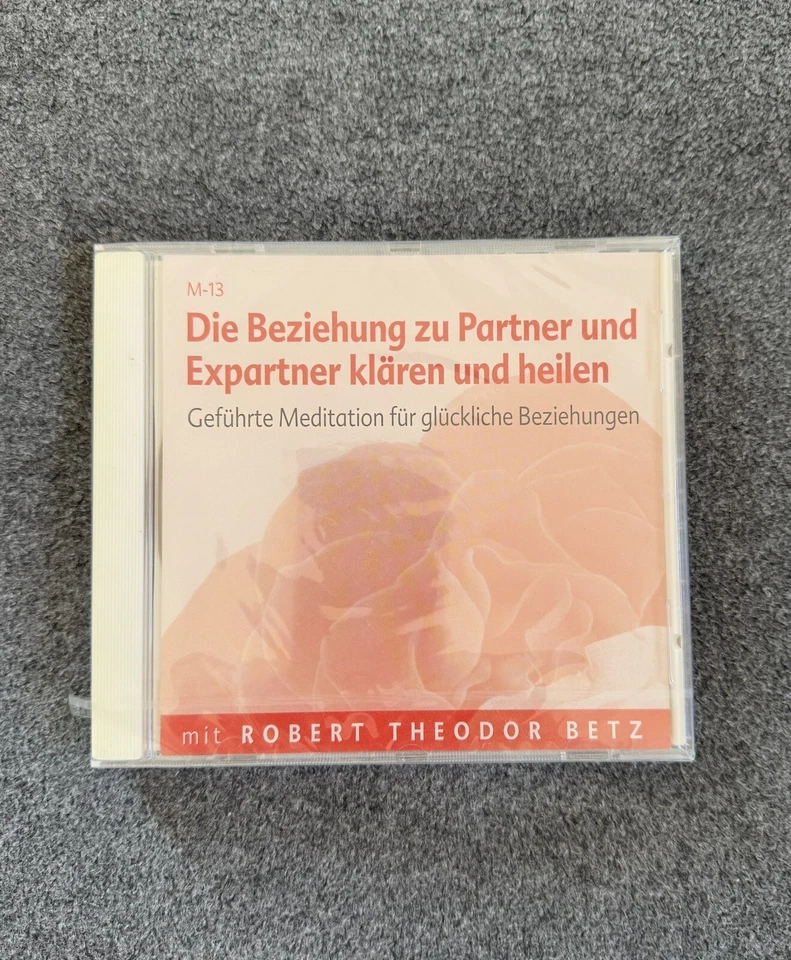 M-13
Die Beziehung zu Partner und
Expartner klären und heilen
Geführte Meditation für glückliche Beziehungen
mit ROBERT THEODOR BETZ